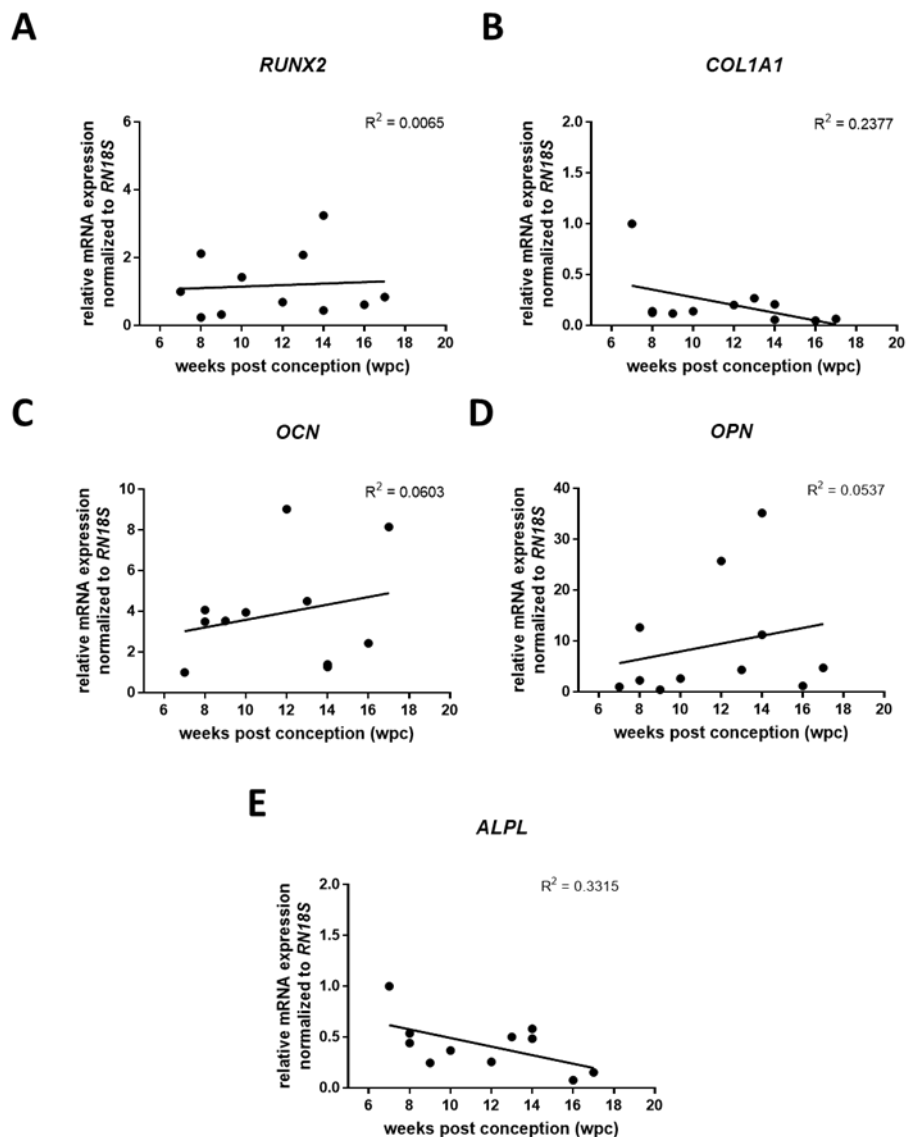 A
RUNX2
R² = 0.0065
relative mRNA expression
normalized to RN18S
6
4
2
0
6 8 10 12 14 16 18 20
weeks post conception (wpc)
B
COL1A1
R² = 0.2377
relative mRNA expression
normalized to RN18S
2.0
1.5
1.0
0.5
0.0
6 8 10 12 14 16 18 20
weeks post conception (wpc)
C
OCN
R² = 0.0603
relative mRNA expression
normalized to RN18S
10
8
6
4
2
0
6 8 10 12 14 16 18 20
weeks post conception (wpc)
D
OPN
R² = 0.0537
relative mRNA expression
normalized to RN18S
40
30
20
10
0
6 8 10 12 14 16 18 20
weeks post conception (wpc)
E
ALPL
R² = 0.3315
relative mRNA expression
normalized to RN18S
2.0
1.5
1.0
0.5
0.0
6 8 10 12 14 16 18 20
weeks post conception (wpc)